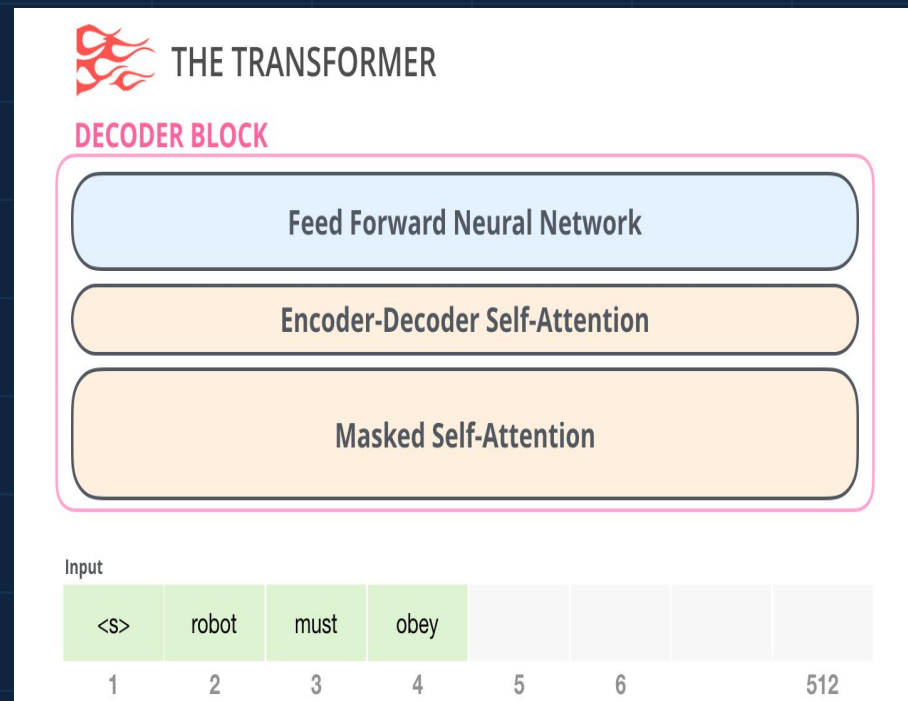 THE TRANSFORMER
DECODER BLOCK
Feed Forward Neural Network
Encoder-Decoder Self-Attention
Masked Self-Attention
Input
<s> robot must obey
1 2 3 4 5 6 512